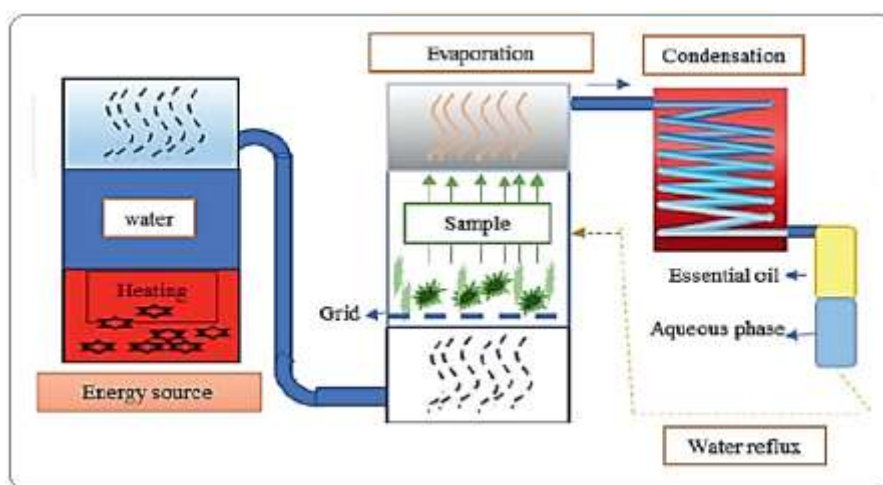 Evaporation
Condensation
water
Sample
Heating
Essential oil
Grid
Aqueous phase
Energy source
Water reflux